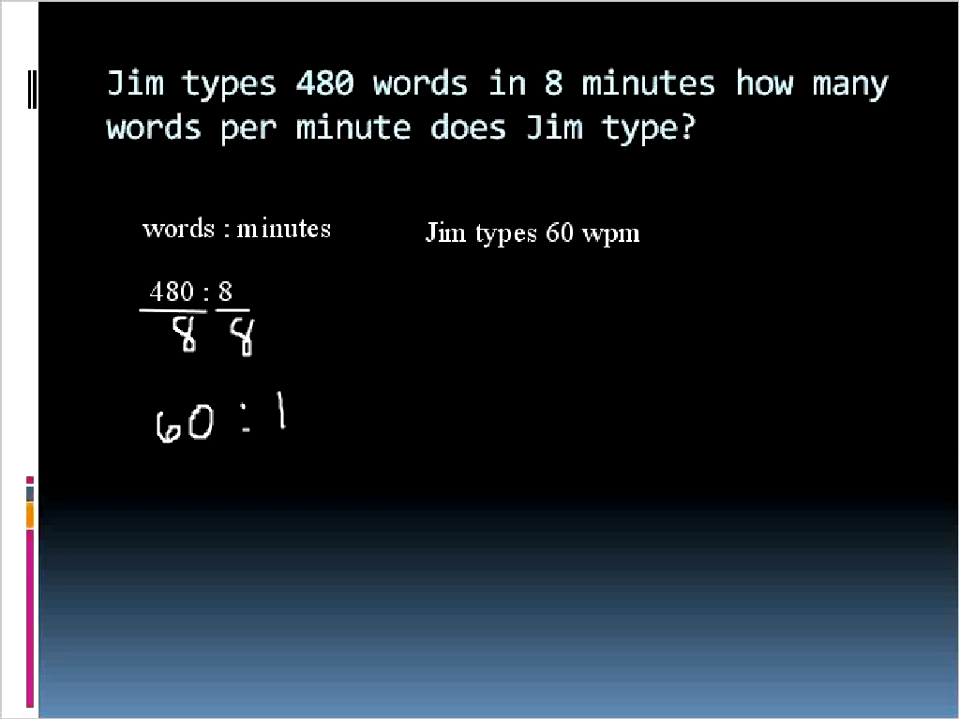 Jim types 480 words in 8 minutes how many
words per minute does Jim type?
words : minutes
Jim types 60 wpm
480 : 8
8 8
60 : 1